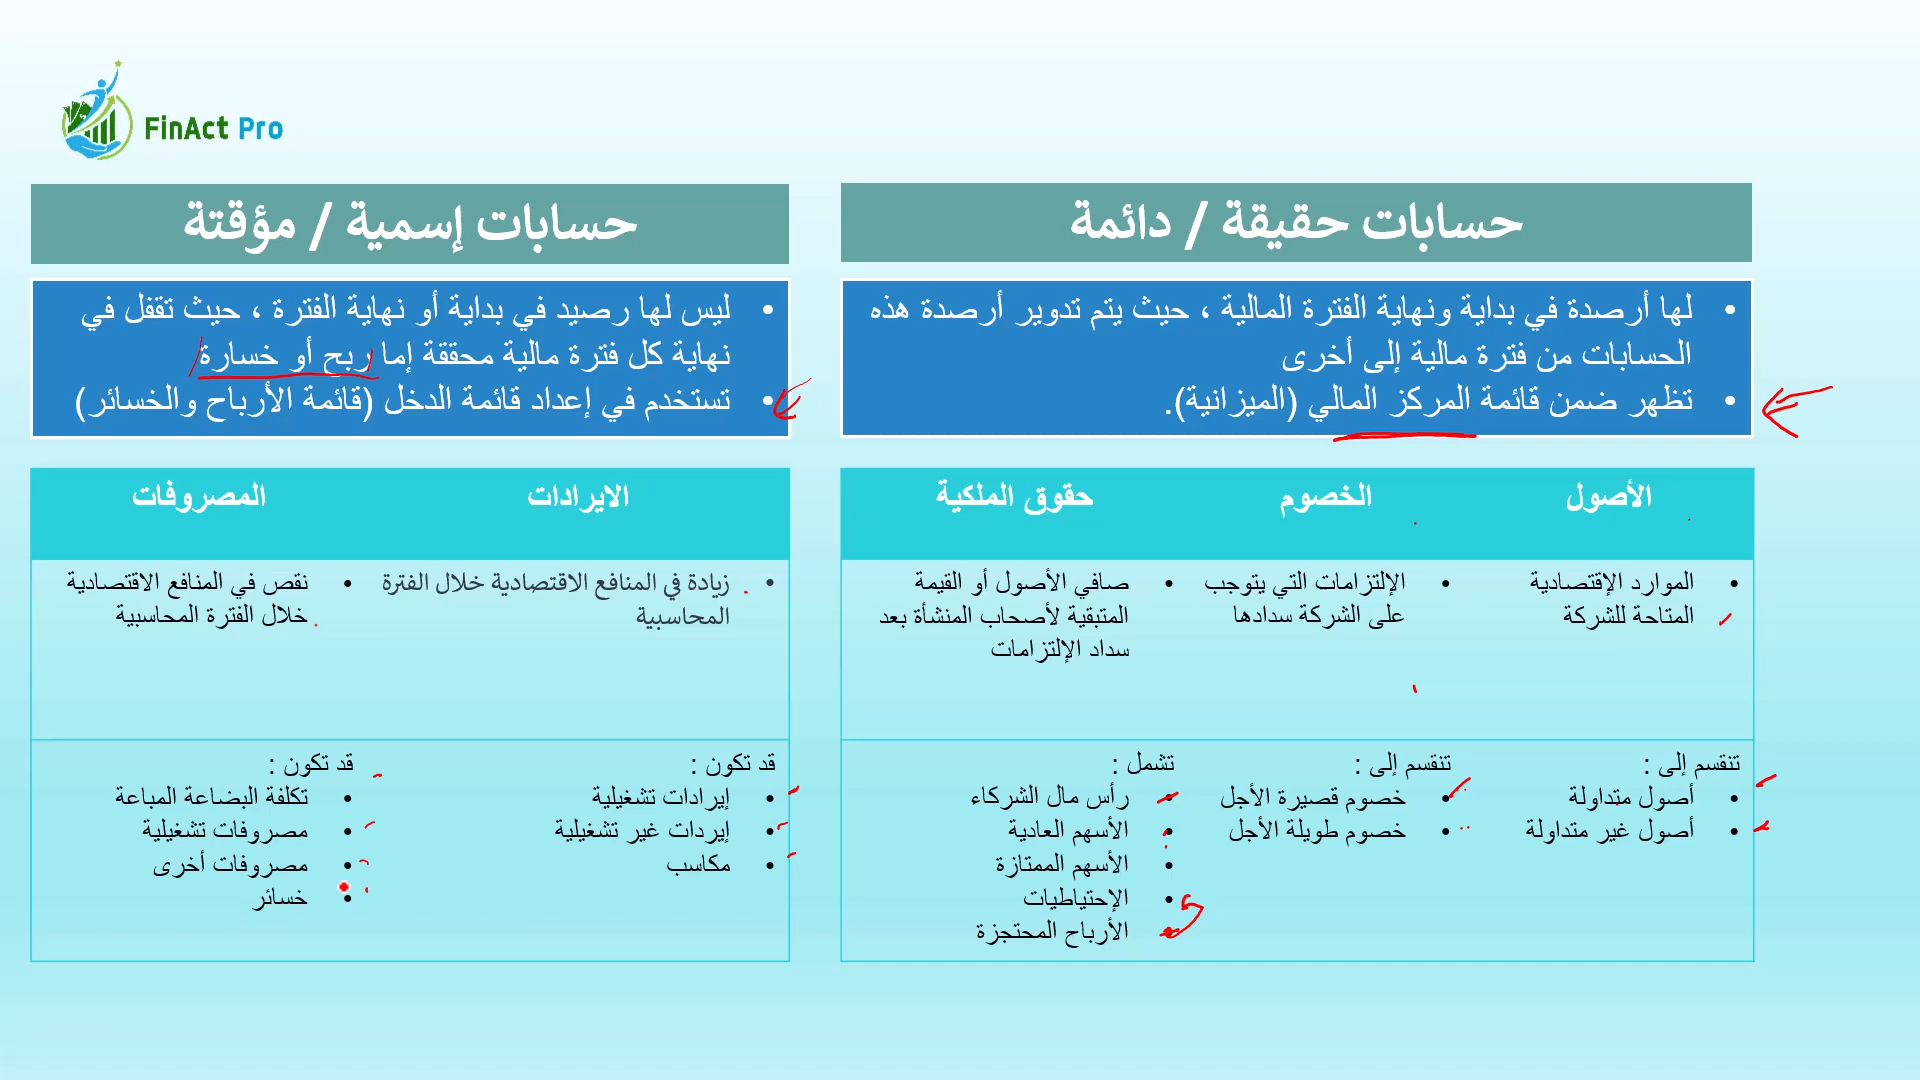 FinAct Pro
حسابات حقيقة / دائمة
• لها أرصدة في بداية ونهاية الفترة المالية ، حيث يتم تدوير أرصدة هذه
الحسابات من فترة مالية إلى أخرى
• تظهر ضمن قائمة المركز المالي (الميزانية).
الأصول
الخصوم
حقوق الملكية
• الموارد الإقتصادية
المتاحة للشركة
• الإلتزامات التي يتوجب
على الشركة سدادها
• صافي الأصول أو القيمة
المتبقية لأصحاب المنشأة بعد
سداد الإلتزامات
تنقسم إلى :
• أصول متداولة
• أصول غير متداولة
تنقسم إلى :
• خصوم قصيرة الأجل
• خصوم طويلة الأجل
تشمل :
• رأس مال الشركاء
• الأسهم العادية
• الأسهم الممتازة
• الإحتياطيات
• الأرباح المحتجزة
حسابات إسمية / مؤقتة
• ليس لها رصيد في بداية أو نهاية الفترة ، حيث تقفل في
نهاية كل فترة مالية محققة إما ربح أو خسارة
• تستخدم في إعداد قائمة الدخل (قائمة الأرباح والخسائر)
الايرادات
المصروفات
• زيادة في المنافع الاقتصادية خلال الفترة
المحاسبية
• نقص في المنافع الاقتصادية
خلال الفترة المحاسبية
قد تكون :
• إيرادات تشغيلية
• إيردات غير تشغيلية
• مكاسب
قد تكون :
• تكلفة البضاعة المباعة
• مصروفات تشغيلية
• مصروفات أخرى
• خسائر